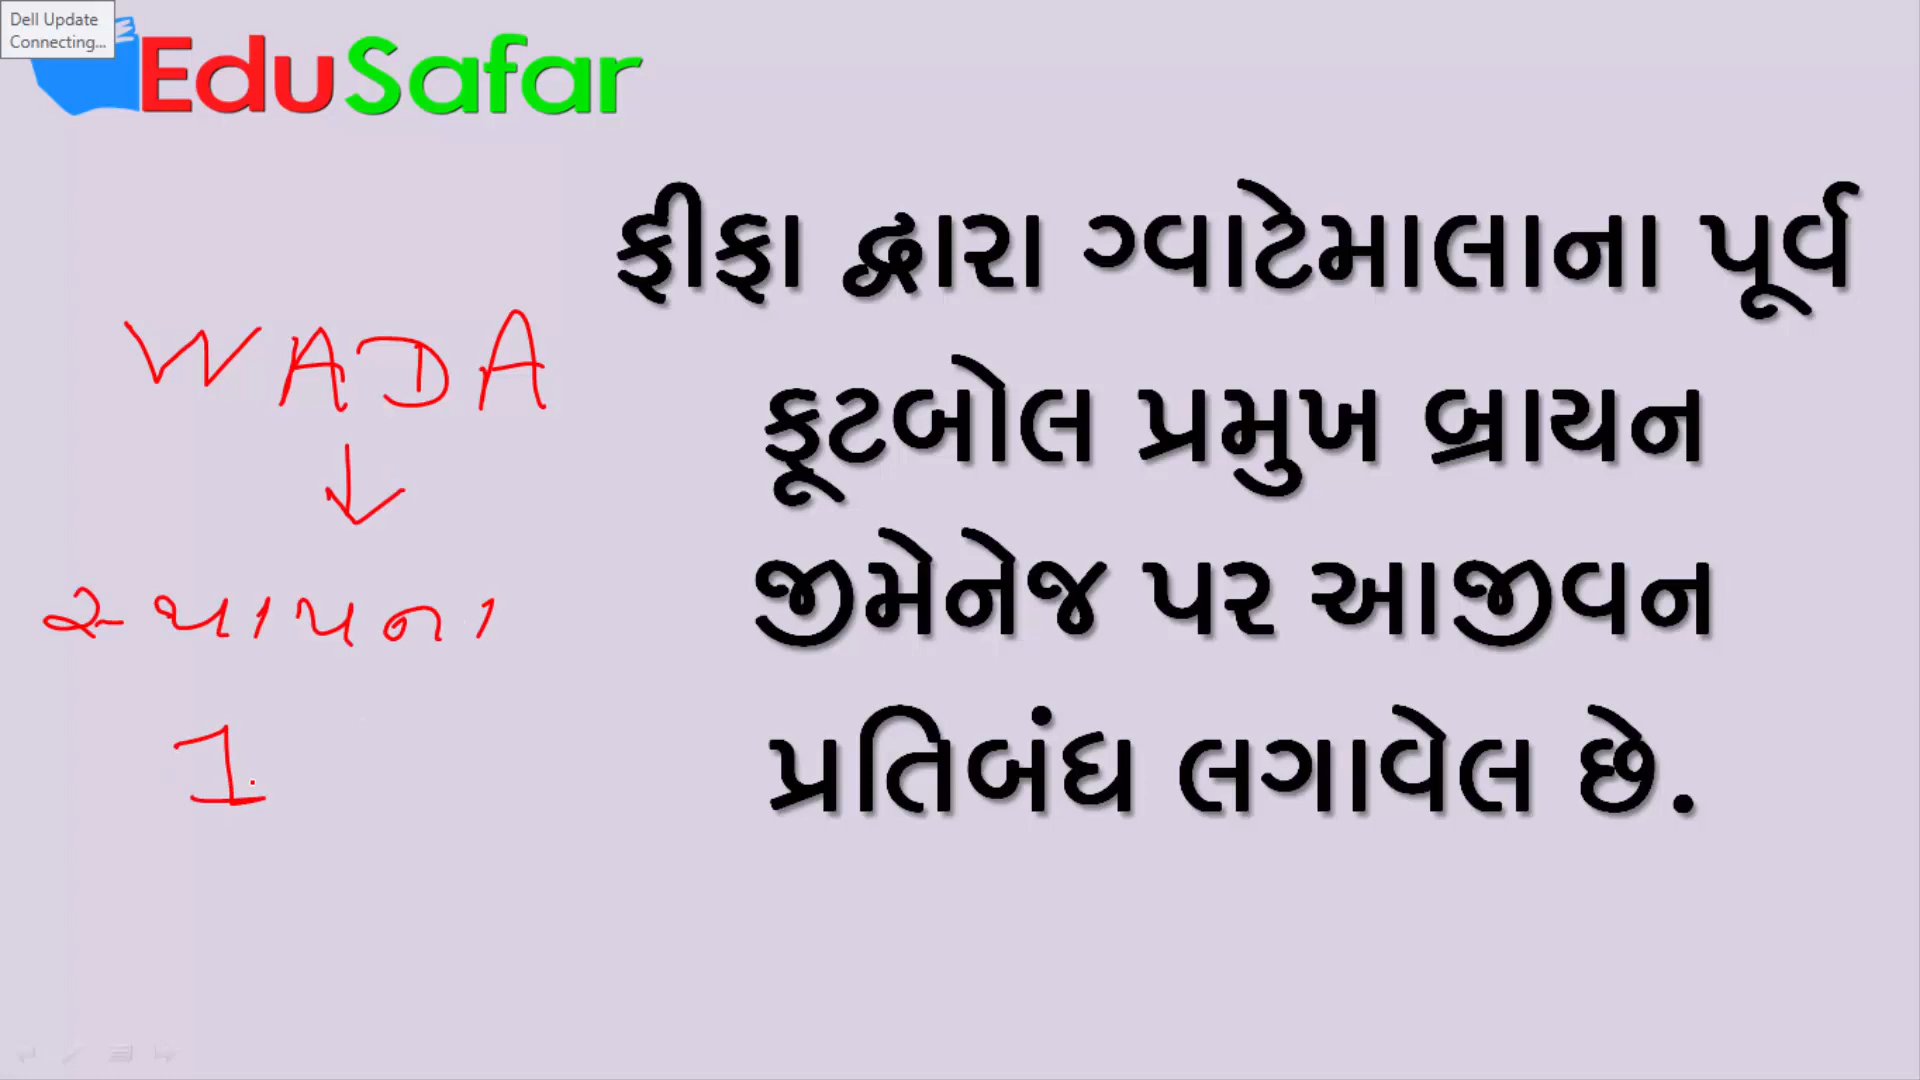 Dell Update
Connecting...
EduSafar
ફીફા દ્વારા ગ્વાટેમાલાના પૂર્વ
ફૂટબોલ પ્રમુખ બ્રાયન
જીમેનેજ પર આજીવન
પ્રતિબંધ લગાવેલ છે.
WADA
સ્થાપના
1